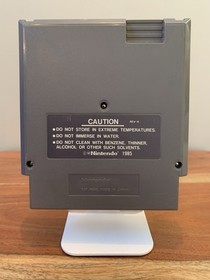 CAUTION
REV-A
●DO NOT STORE IN EXTREME TEMPERATURES.
●DO NOT IMMERSE IN WATER.
●DO NOT CLEAN WITH BENZENE, THINNER,
ALCOHOL OR OTHER SUCH SOLVENTS.
©Nintendo 1985